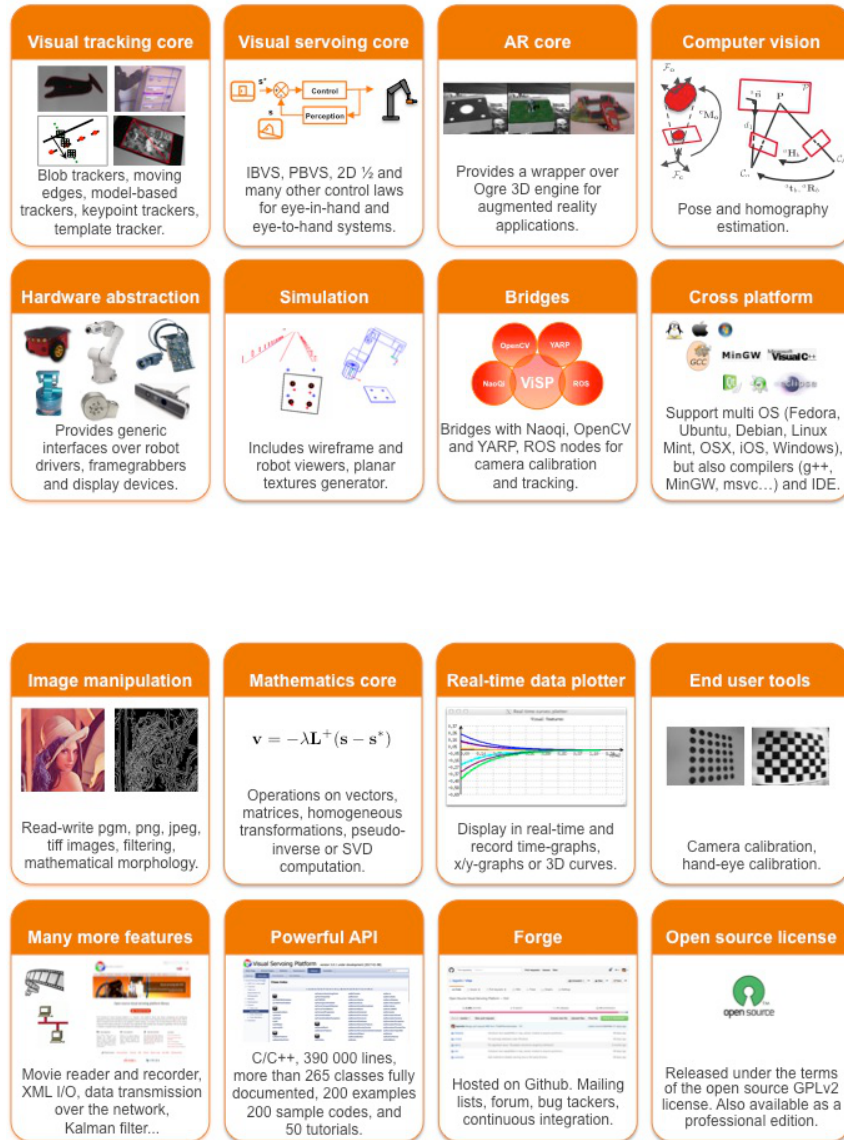 Visual tracking core
Blob trackers, moving
edges, model-based
trackers, keypoint trackers,
template tracker.
Visual servoing core
s*
Control
s
Perception
IBVS, PBVS, 2D ½ and
many other control laws
for eye-in-hand and
eye-to-hand systems.
AR core
Provides a wrapper over
Ogre 3D engine for
augmented reality
applications.
Computer vision
P
Pose and homography
estimation.
Hardware abstraction
Provides generic
interfaces over robot
drivers, framegrabbers
and display devices.
Simulation
Includes wireframe and
robot viewers, planar
textures generator.
Bridges
OpenCV
YARP
NaoQi
ViSP
ROS
Bridges with Naoqi, OpenCV
and YARP, ROS nodes for
camera calibration
and tracking.
Cross platform
GCC
MinGW
Microsoft
Visual C++
eclipse
Support multi OS (Fedora,
Ubuntu, Debian, Linux
Mint, OSX, iOS, Windows),
but also compilers (g++,
MinGW, msvc...) and IDE.
Image manipulation
Read-write pgm, png, jpeg,
tiff images, filtering,
mathematical morphology.
Mathematics core
v = −λL⁺(s − s*)
Operations on vectors,
matrices, homogeneous
transformations, pseudo-
inverse or SVD
computation.
Real-time data plotter
Real time curves plotter
Visual features
Display in real-time and
record time-graphs,
x/y-graphs or 3D curves.
End user tools
Camera calibration,
hand-eye calibration.
Many more features
Movie reader and recorder,
XML I/O, data transmission
over the network,
Kalman filter...
Powerful API
Visual Servoing Platform
C/C++, 390 000 lines,
more than 265 classes fully
documented, 200 examples
200 sample codes, and
50 tutorials.
Forge
Hosted on Github. Mailing
lists, forum, bug tackers,
continuous integration.
Open source license
open source
Released under the terms
of the open source GPLv2
license. Also available as a
professional edition.